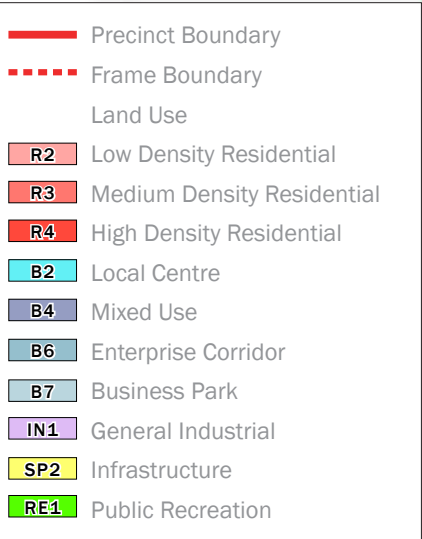 Precinct Boundary
Frame Boundary
Land Use
R2 Low Density Residential
R3 Medium Density Residential
R4 High Density Residential
B2 Local Centre
B4 Mixed Use
B6 Enterprise Corridor
B7 Business Park
IN1 General Industrial
SP2 Infrastructure
RE1 Public Recreation